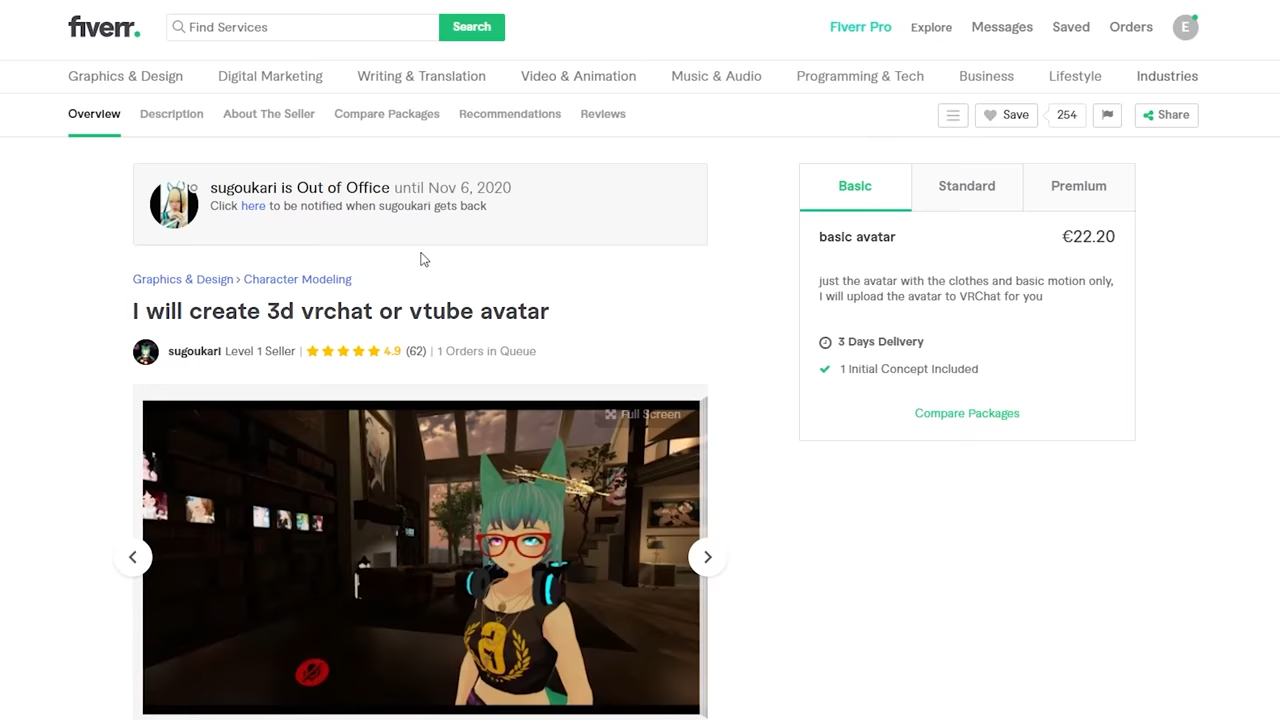 fiverr.
Find Services
Search
Fiverr Pro
Explore
Messages
Saved
Orders
E
Graphics & Design
Digital Marketing
Writing & Translation
Video & Animation
Music & Audio
Programming & Tech
Business
Lifestyle
Industries
Overview
Description
About The Seller
Compare Packages
Recommendations
Reviews
Save
254
Share
sugoukari is Out of Office until Nov 6, 2020
Click here to be notified when sugoukari gets back
Graphics & Design › Character Modeling
I will create 3d vrchat or vtube avatar
sugoukari Level 1 Seller | 4.9 (62) | 1 Orders in Queue
Full Screen
Basic
Standard
Premium
basic avatar
€22.20
just the avatar with the clothes and basic motion only,
I will upload the avatar to VRChat for you
3 Days Delivery
1 Initial Concept Included
Compare Packages